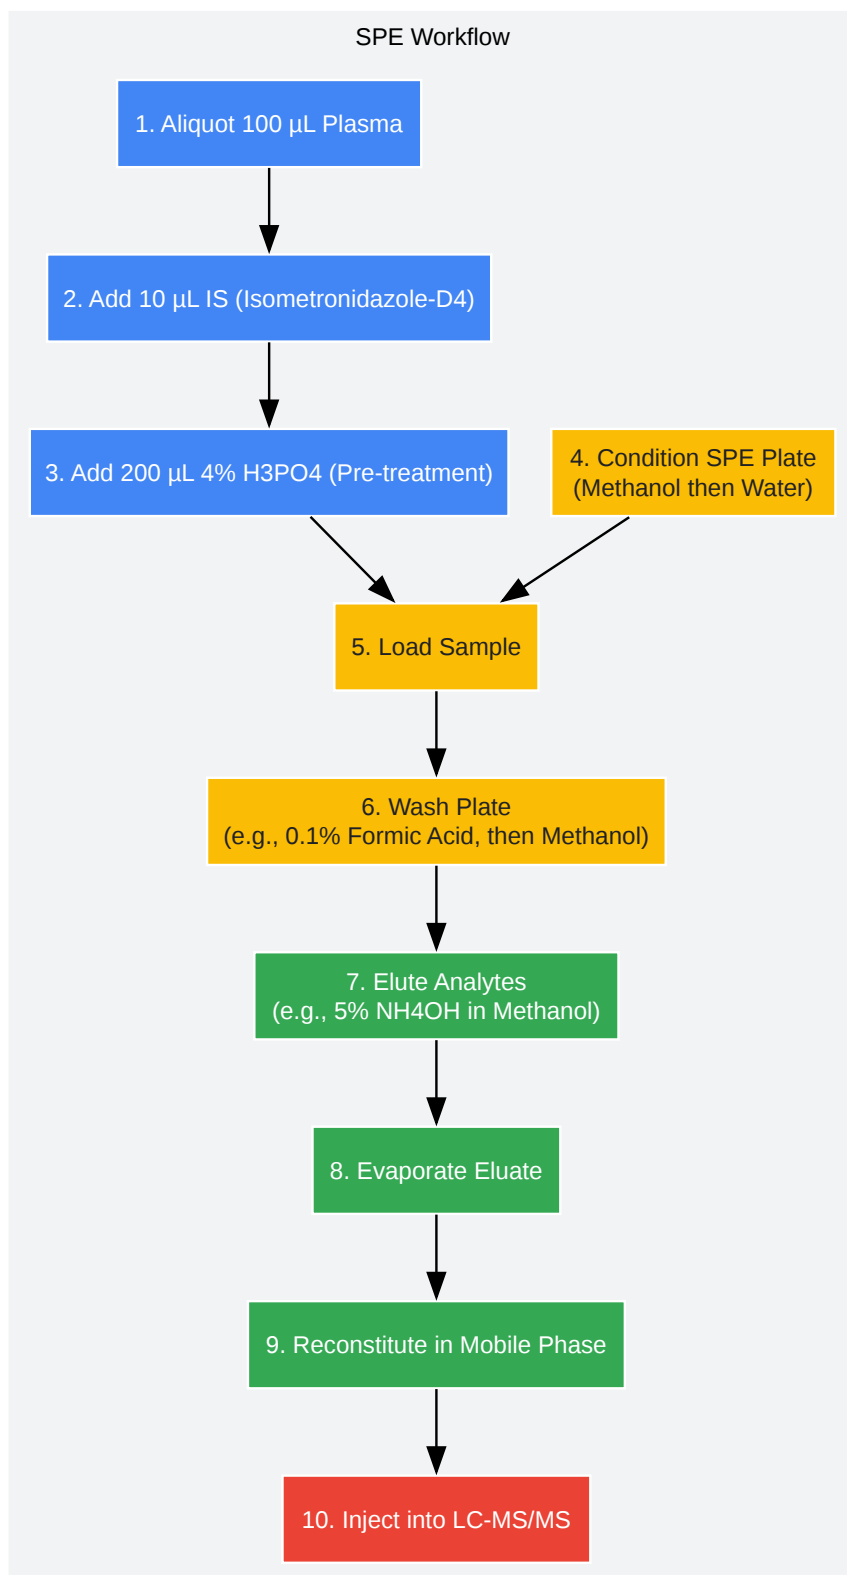 SPE Workflow
1. Aliquot 100 µL Plasma
2. Add 10 µL IS (Isometronidazole-D4)
3. Add 200 µL 4% H3PO4 (Pre-treatment)
4. Condition SPE Plate
(Methanol then Water)
5. Load Sample
6. Wash Plate
(e.g., 0.1% Formic Acid, then Methanol)
7. Elute Analytes
(e.g., 5% NH4OH in Methanol)
8. Evaporate Eluate
9. Reconstitute in Mobile Phase
10. Inject into LC-MS/MS